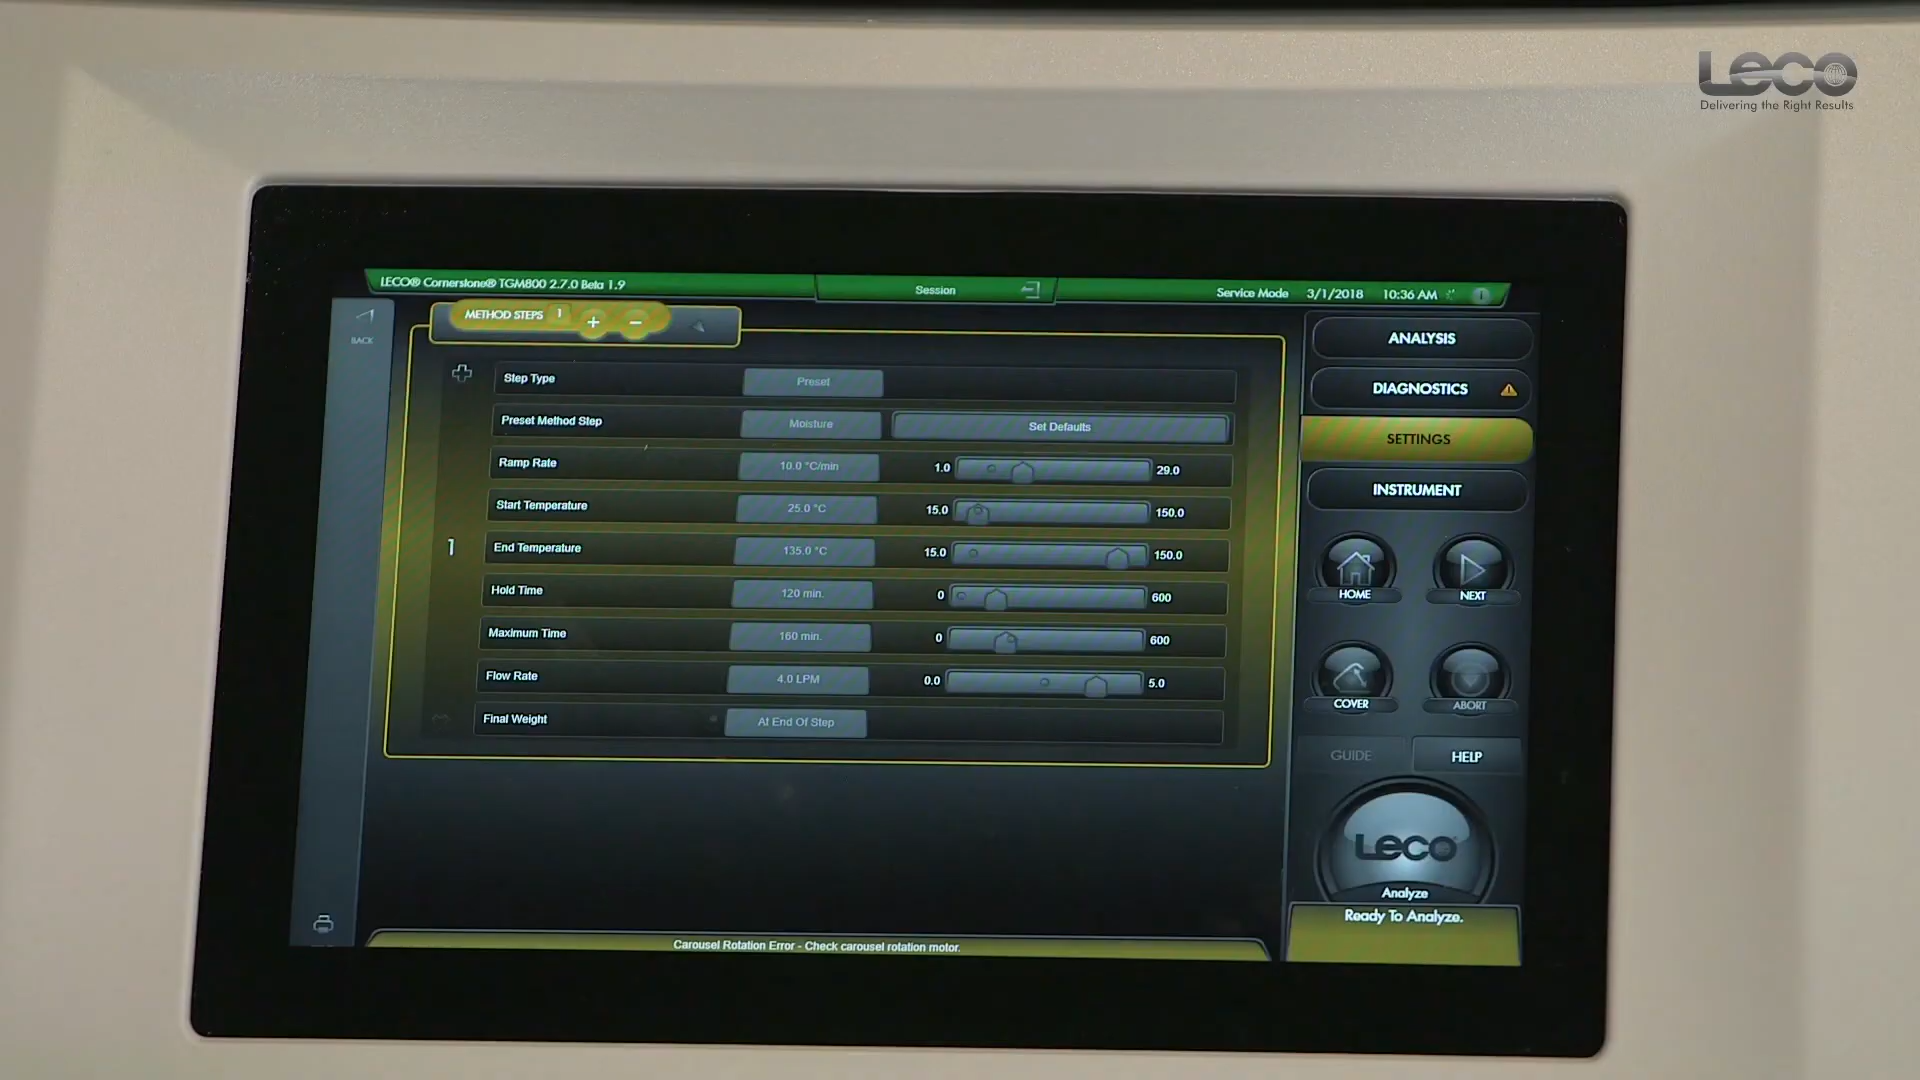 Leco
Delivering the Right Results
LECO® Cornerstone® TGM800 2.7.0 Beta 1.9
Session
Service Mode 3/1/2018 10:36 AM
BACK
METHOD STEPS 1 + −
Step Type Preset
Preset Method Step Moisture Set Defaults
Ramp Rate 10.0 °C/min 1.0 29.0
Start Temperature 25.0 °C 15.0 150.0
1
End Temperature 135.0 °C 15.0 150.0
Hold Time 120 min. 0 600
Maximum Time 160 min. 0 600
Flow Rate 4.0 LPM 0.0 5.0
Final Weight At End Of Step
ANALYSIS
DIAGNOSTICS
SETTINGS
INSTRUMENT
HOME NEXT
COVER ABORT
GUIDE HELP
Leco
Analyze
Ready To Analyze.
Carousel Rotation Error - Check carousel rotation motor.